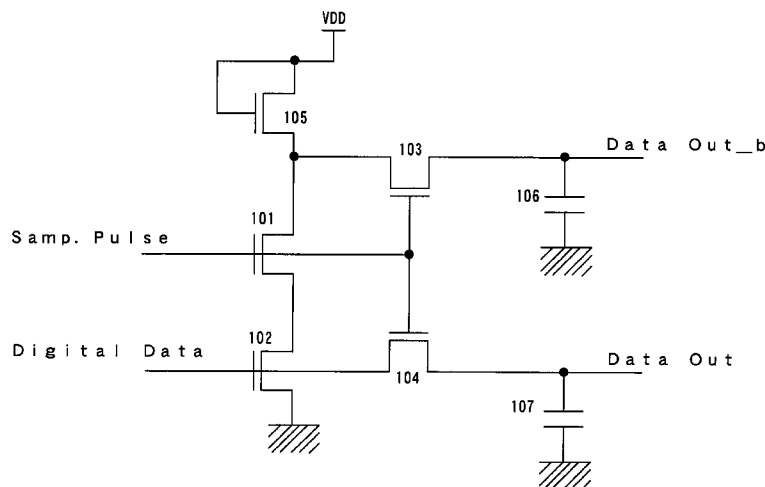 VDD
105
103
Data Out_b
106
101
Samp. Pulse
102
Digital Data
104
Data Out
107